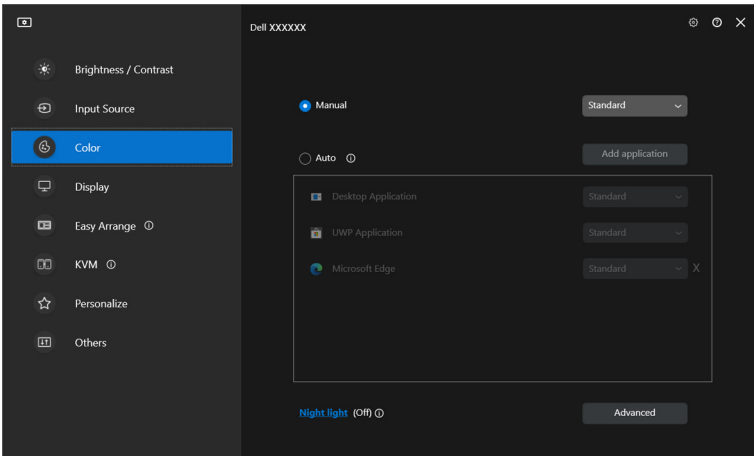 Dell XXXXXX
Brightness / Contrast
Input Source
Color
Display
Easy Arrange
KVM
Personalize
Others
Manual
Standard
Auto
Add application
Desktop Application
Standard
UWP Application
Standard
Microsoft Edge
Standard
X
Night light (Off)
Advanced